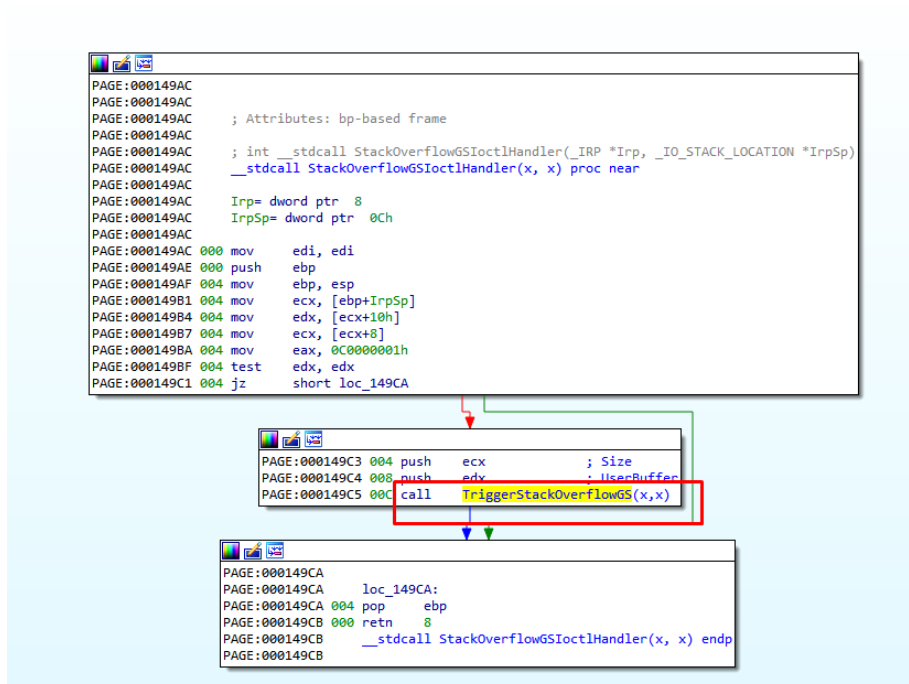 PAGE:000149AC
PAGE:000149AC
PAGE:000149AC ; Attributes: bp-based frame
PAGE:000149AC
PAGE:000149AC ; int __stdcall StackOverflowGSIoctlHandler(_IRP *Irp, _IO_STACK_LOCATION *IrpSp)
PAGE:000149AC __stdcall StackOverflowGSIoctlHandler(x, x) proc near
PAGE:000149AC
PAGE:000149AC Irp= dword ptr 8
PAGE:000149AC IrpSp= dword ptr 0Ch
PAGE:000149AC
PAGE:000149AC 000 mov edi, edi
PAGE:000149AE 000 push ebp
PAGE:000149AF 004 mov ebp, esp
PAGE:000149B1 004 mov ecx, [ebp+IrpSp]
PAGE:000149B4 004 mov edx, [ecx+10h]
PAGE:000149B7 004 mov ecx, [ecx+8]
PAGE:000149BA 004 mov eax, 0C0000001h
PAGE:000149BF 004 test edx, edx
PAGE:000149C1 004 jz short loc_149CA
PAGE:000149C3 004 push ecx ; Size
PAGE:000149C4 008 push edx ; UserBuffer
PAGE:000149C5 00C call TriggerStackOverflowGS(x,x)
PAGE:000149CA
PAGE:000149CA loc_149CA:
PAGE:000149CA 004 pop ebp
PAGE:000149CB 000 retn 8
PAGE:000149CB __stdcall StackOverflowGSIoctlHandler(x, x) endp
PAGE:000149CB